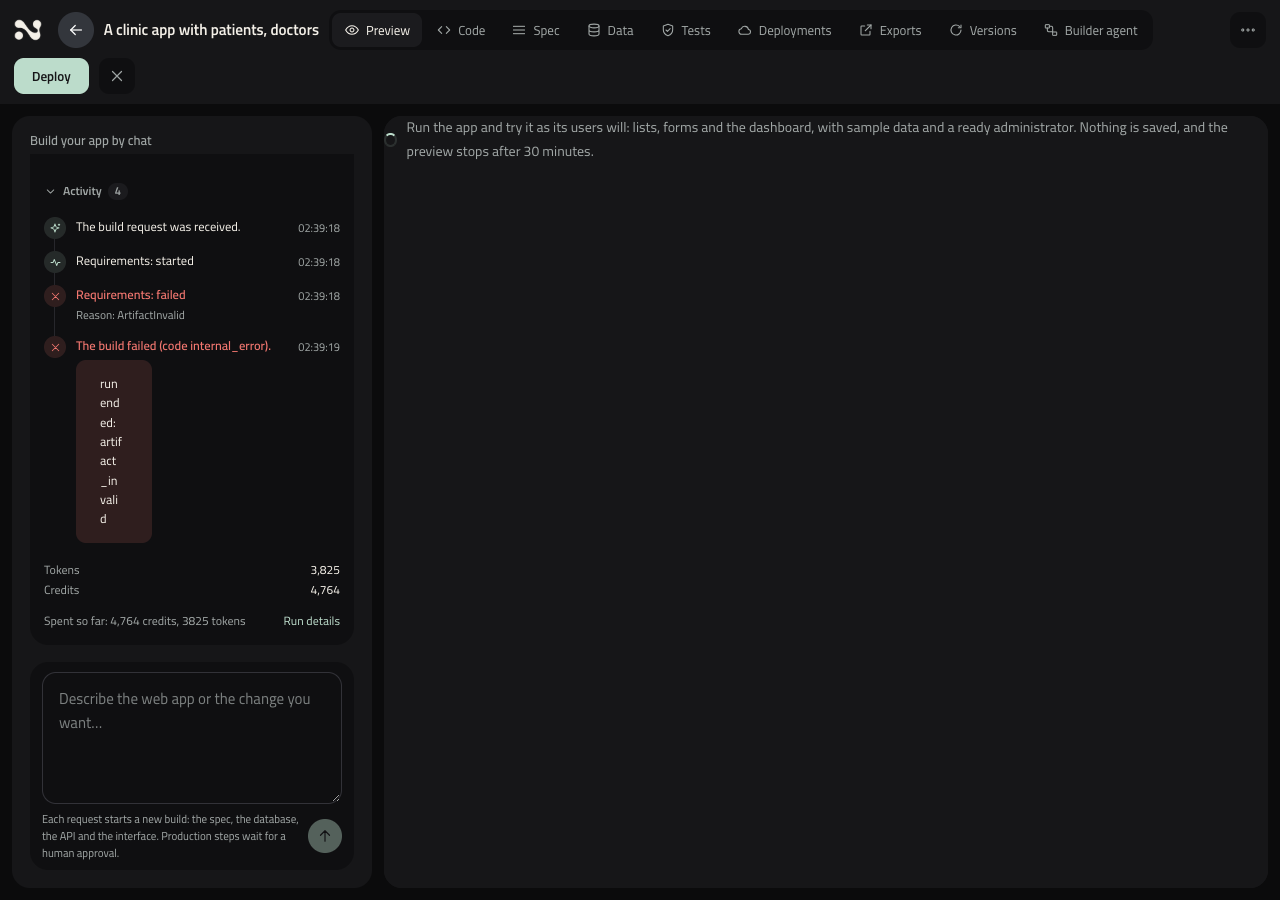 A clinic app with patients, doctors
Preview
Code
Spec
Data
Tests
Deployments
Exports
Versions
Builder agent
Deploy
Build your app by chat
Activity 4
The build request was received. 02:39:18
Requirements: started 02:39:18
Requirements: failed 02:39:18
Reason: ArtifactInvalid
The build failed (code internal_error). 02:39:19
run
end
ed:
artif
act
_in
vali
d
Tokens 3,825
Credits 4,764
Spent so far: 4,764 credits, 3825 tokens Run details
Describe the web app or the change you
want...
Each request starts a new build: the spec, the database,
the API and the interface. Production steps wait for a
human approval.
Run the app and try it as its users will: lists, forms and the dashboard, with sample data and a ready administrator. Nothing is saved, and the
preview stops after 30 minutes.